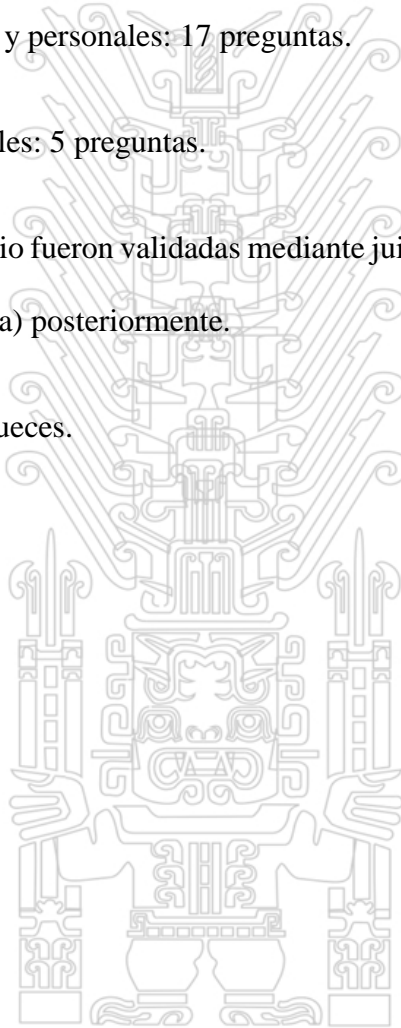 y personales: 17 preguntas.
les: 5 preguntas.
io fueron validadas mediante jui
a) posteriormente.
ueces.